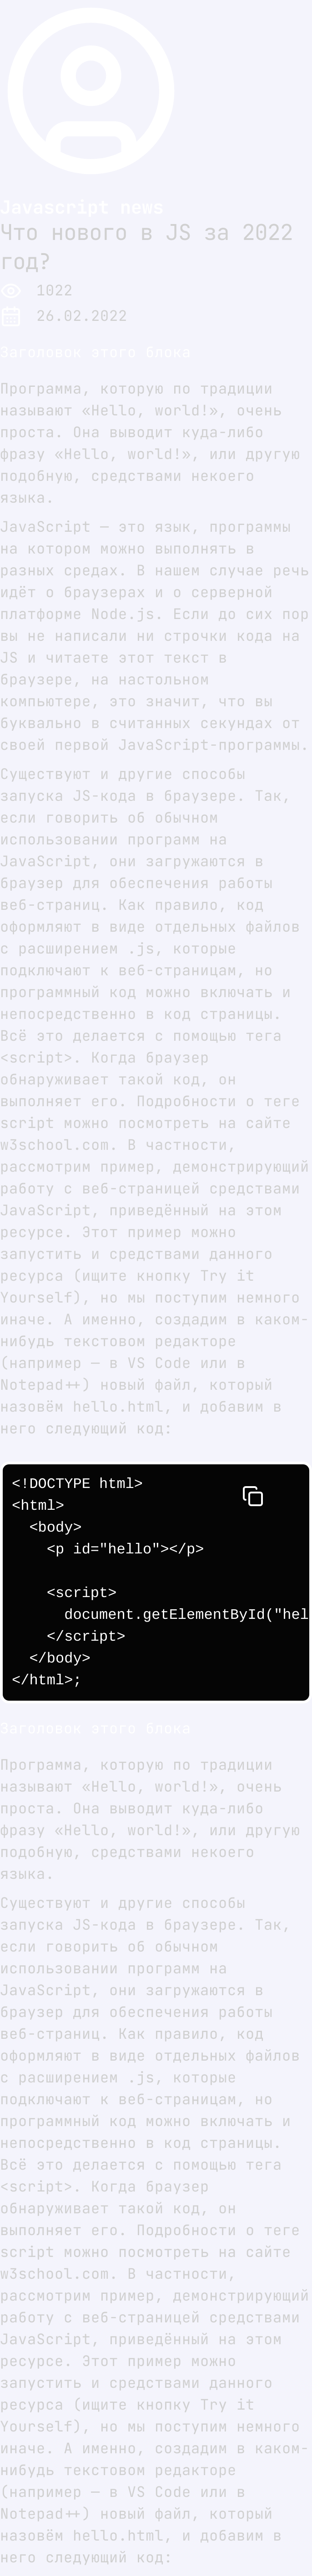 Javascript news
Что нового в JS за 2022
год?
1022
26.02.2022
Заголовок этого блока
Программа, которую по традиции
называют «Hello, world!», очень
проста. Она выводит куда-либо
фразу «Hello, world!», или другую
подобную, средствами некоего
языка.
JavaScript — это язык, программы
на котором можно выполнять в
разных средах. В нашем случае речь
идёт о браузерах и о серверной
платформе Node.js. Если до сих пор
вы не написали ни строчки кода на
JS и читаете этот текст в
браузере, на настольном
компьютере, это значит, что вы
буквально в считанных секундах от
своей первой JavaScript-программы.
Существуют и другие способы
запуска JS-кода в браузере. Так,
если говорить об обычном
использовании программ на
JavaScript, они загружаются в
браузер для обеспечения работы
веб-страниц. Как правило, код
оформляют в виде отдельных файлов
с расширением .js, которые
подключают к веб-страницам, но
программный код можно включать и
непосредственно в код страницы.
Всё это делается с помощью тега
<script>. Когда браузер
обнаруживает такой код, он
выполняет его. Подробности о теге
script можно посмотреть на сайте
w3school.com. В частности,
рассмотрим пример, демонстрирующий
работу с веб-страницей средствами
JavaScript, приведённый на этом
ресурсе. Этот пример можно
запустить и средствами данного
ресурса (ищите кнопку Try it
Yourself), но мы поступим немного
иначе. А именно, создадим в каком-
нибудь текстовом редакторе
(например — в VS Code или в
Notepad++) новый файл, который
назовём hello.html, и добавим в
него следующий код:
<!DOCTYPE html>
<html>
  <body>
    <p id="hello"></p>
    <script>
      document.getElementById("hel
    </script>
  </body>
</html>;
Заголовок этого блока
Программа, которую по традиции
называют «Hello, world!», очень
проста. Она выводит куда-либо
фразу «Hello, world!», или другую
подобную, средствами некоего
языка.
Существуют и другие способы
запуска JS-кода в браузере. Так,
если говорить об обычном
использовании программ на
JavaScript, они загружаются в
браузер для обеспечения работы
веб-страниц. Как правило, код
оформляют в виде отдельных файлов
с расширением .js, которые
подключают к веб-страницам, но
программный код можно включать и
непосредственно в код страницы.
Всё это делается с помощью тега
<script>. Когда браузер
обнаруживает такой код, он
выполняет его. Подробности о теге
script можно посмотреть на сайте
w3school.com. В частности,
рассмотрим пример, демонстрирующий
работу с веб-страницей средствами
JavaScript, приведённый на этом
ресурсе. Этот пример можно
запустить и средствами данного
ресурса (ищите кнопку Try it
Yourself), но мы поступим немного
иначе. А именно, создадим в каком-
нибудь текстовом редакторе
(например — в VS Code или в
Notepad++) новый файл, который
назовём hello.html, и добавим в
него следующий код: